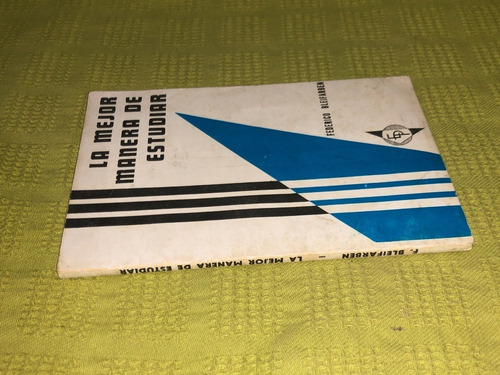 LA MEJOR
MANERA DE
ESTUDIAR
FEDERICO BLEIFARBEN
F. BLEIFARBEN - LA MEJOR MANERA DE ESTUDIAR